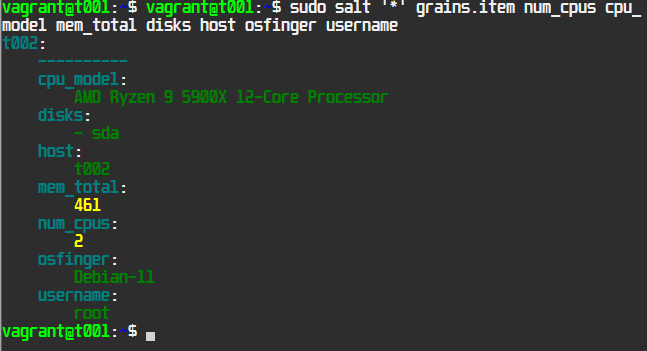 vagrant@t001:~$ vagrant@t001:~$ sudo salt '*' grains.item num_cpus cpu_
model mem_total disks host osfinger username
t002:
    ----------
    cpu_model:
        AMD Ryzen 9 5900X 12-Core Processor
    disks:
        - sda
    host:
        t002
    mem_total:
        461
    num_cpus:
        2
    osfinger:
        Debian-11
    username:
        root
vagrant@t001:~$